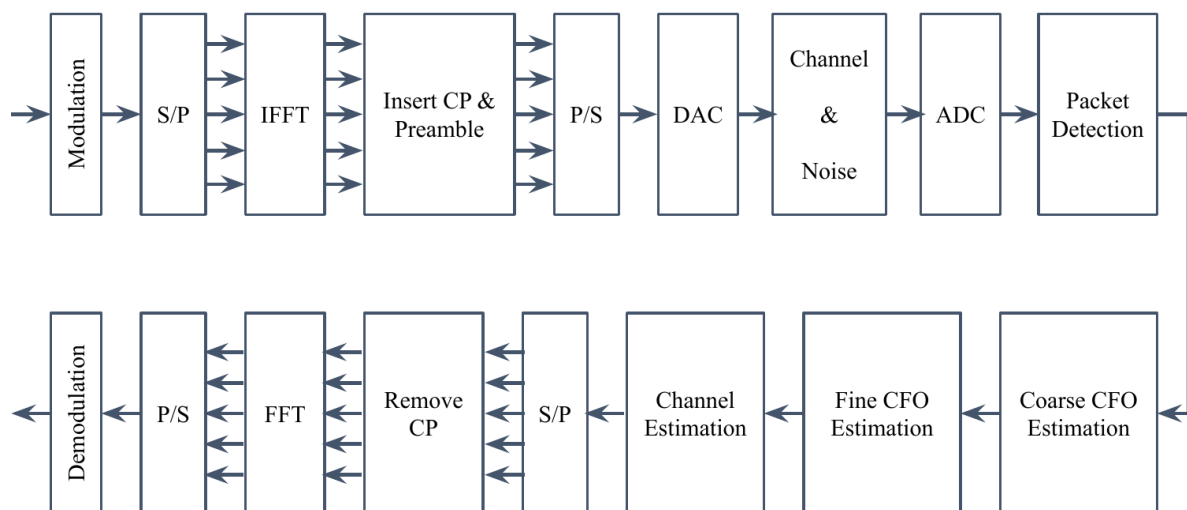 Modulation
S/P
IFFT
Insert CP &
Preamble
P/S
DAC
Channel
&
Noise
ADC
Packet
Detection
Demodulation
P/S
FFT
Remove
CP
S/P
Channel
Estimation
Fine CFO
Estimation
Coarse CFO
Estimation